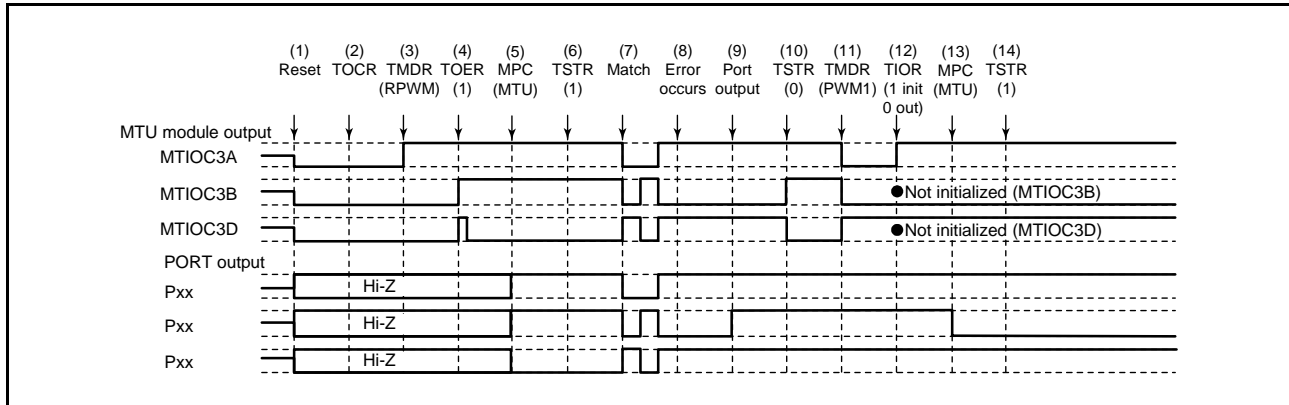 (1) (2) (3) (4) (5) (6) (7) (8) (9) (10) (11) (12) (13) (14)
Reset TOCR TMDR TOER MPC TSTR Match Error Port TSTR TMDR TIOR MPC TSTR
(RPWM) (1) (MTU) (1) occurs output (0) (PWM1) (1 init (MTU) (1)
0 out)
MTU module output
MTIOC3A
MTIOC3B
●Not initialized (MTIOC3B)
MTIOC3D
●Not initialized (MTIOC3D)
PORT output
Pxx
Hi-Z
Pxx
Hi-Z
Pxx
Hi-Z